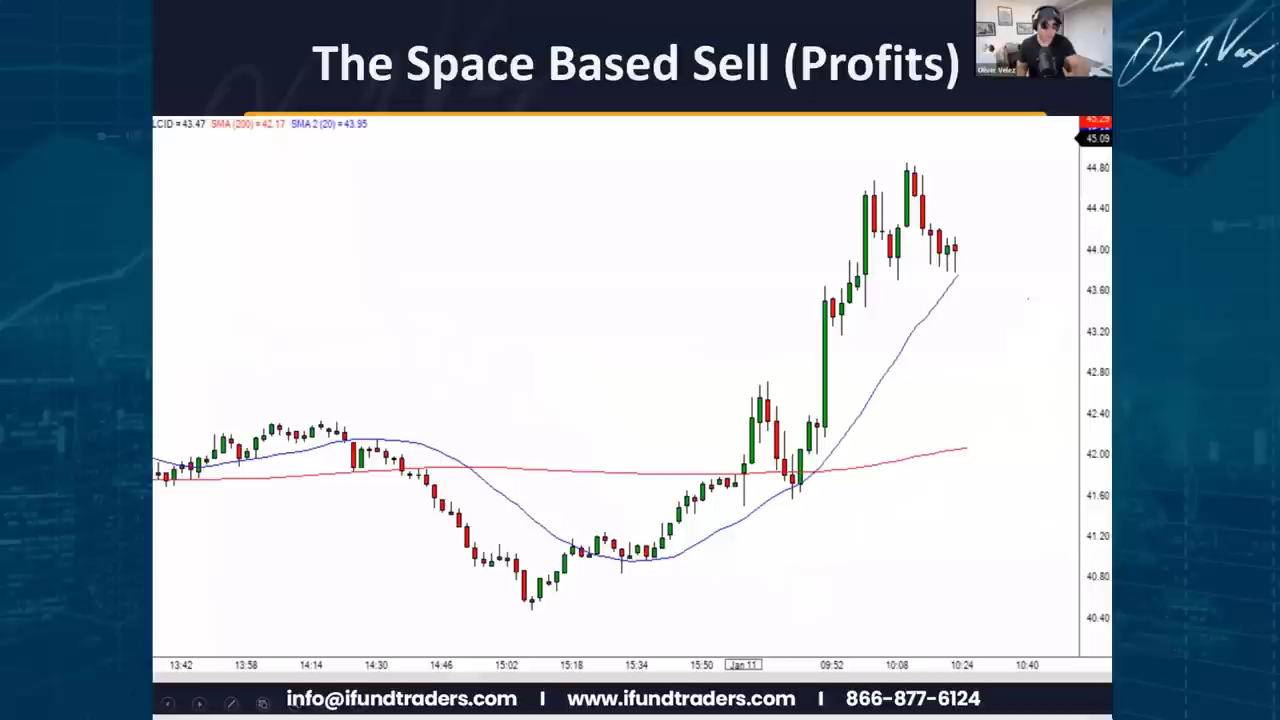 The Space Based Sell (Profits)
Oliver Velez
LCID = 43.47 SMA (200) = 42.17 SMA 2 (20) = 43.95
45.29
45.09
44.80
44.40
44.00
43.60
43.20
42.80
42.40
42.00
41.60
41.20
40.80
40.40
13:42 13:58 14:14 14:30 14:46 15:02 15:18 15:34 15:50 Jan 11 09:52 10:08 10:24 10:40
info@ifundtraders.com I www.ifundtraders.com I 866-877-6124